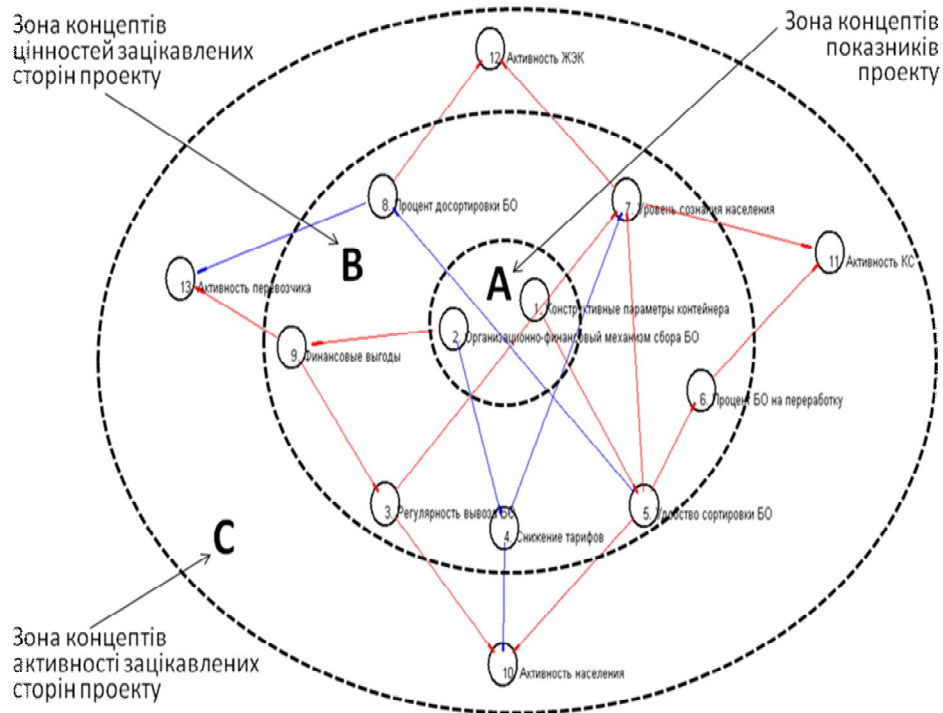 Зона концептів
цінностей зацікавлених
сторін проекту
Зона концептів
показників
проекту
12. Активность ЖЭК
8. Процент досортировки БО
7. Уровень сознания населения
B
A
11. Активность КС
13. Активность перевозчика
1. Конструктивные параметры контейнера
2. Организационно-финансовый механизм сбора БО
9. Финансовые выгоды
6. Процент БО на переработку
3. Регулярность вывоза БО
5. Удобство сортировки БО
4. Снижение тарифов
C
Зона концептів
активності зацікавлених
сторін проекту
10. Активность населения